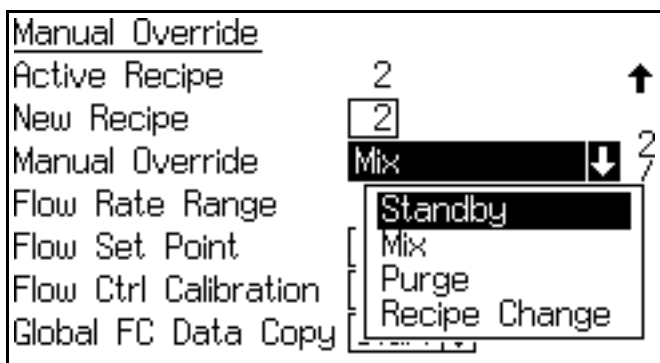 Manual Override
Active Recipe 2
New Recipe 2
Manual Override Mix
Flow Rate Range Standby
Flow Set Point Mix
Flow Ctrl Calibration Purge
Recipe Change
Global FC Data Copy